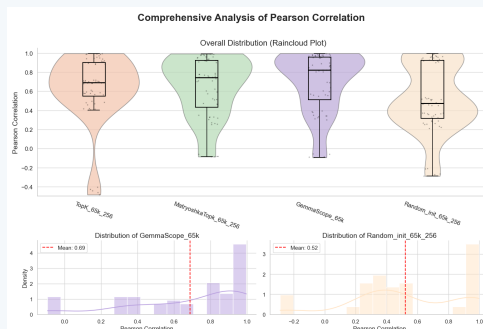 Comprehensive Analysis of Pearson Correlation
Overall Distribution (Raincloud Plot)
Pearson Correlation
1.0
0.8
0.6
0.4
0.2
0.0
−0.2
−0.4
TopK_65k_256
MatryoshkaTopk_65k_256
GemmaScope_65k
Random_init_65k_256
Distribution of GemmaScope_65k
Mean: 0.69
Density
4
3
2
1
0
0.0 0.2 0.4 0.6 0.8 1.0
Pearson Correlation
Distribution of Random_init_65k_256
Mean: 0.52
3
2
1
0
−0.2 0.0 0.2 0.4 0.6 0.8 1.0
Pearson Correlation